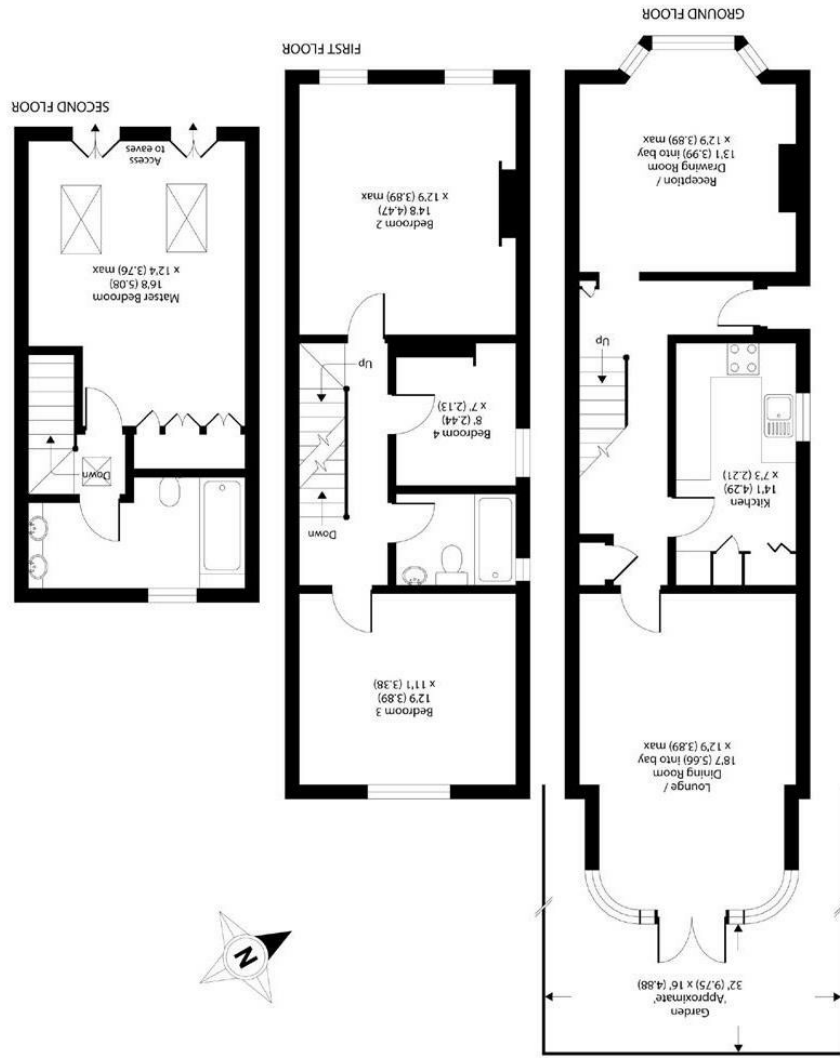 Garden
'Approximate'
32' (9.75) x 16' (4.88)
Lounge /
Dining Room
18'7 (5.66) into bay
x 12'9 (3.89) max
Kitchen
14'1 (4.29)
x 7'3 (2.21)
Up
Reception /
Drawing Room
13'1 (3.99) into bay
x 12'9 (3.89) max
GROUND FLOOR
N
Bedroom 3
12'9 (3.89)
x 11'1 (3.38)
Down
Bedroom 4
8' (2.44)
x 7' (2.13)
Up
Bedroom 2
14'8 (4.47)
x 12'9 (3.89) max
FIRST FLOOR
Down
Matser Bedroom
16'8 (5.08)
x 12'4 (3.76) max
Access
to eaves
SECOND FLOOR